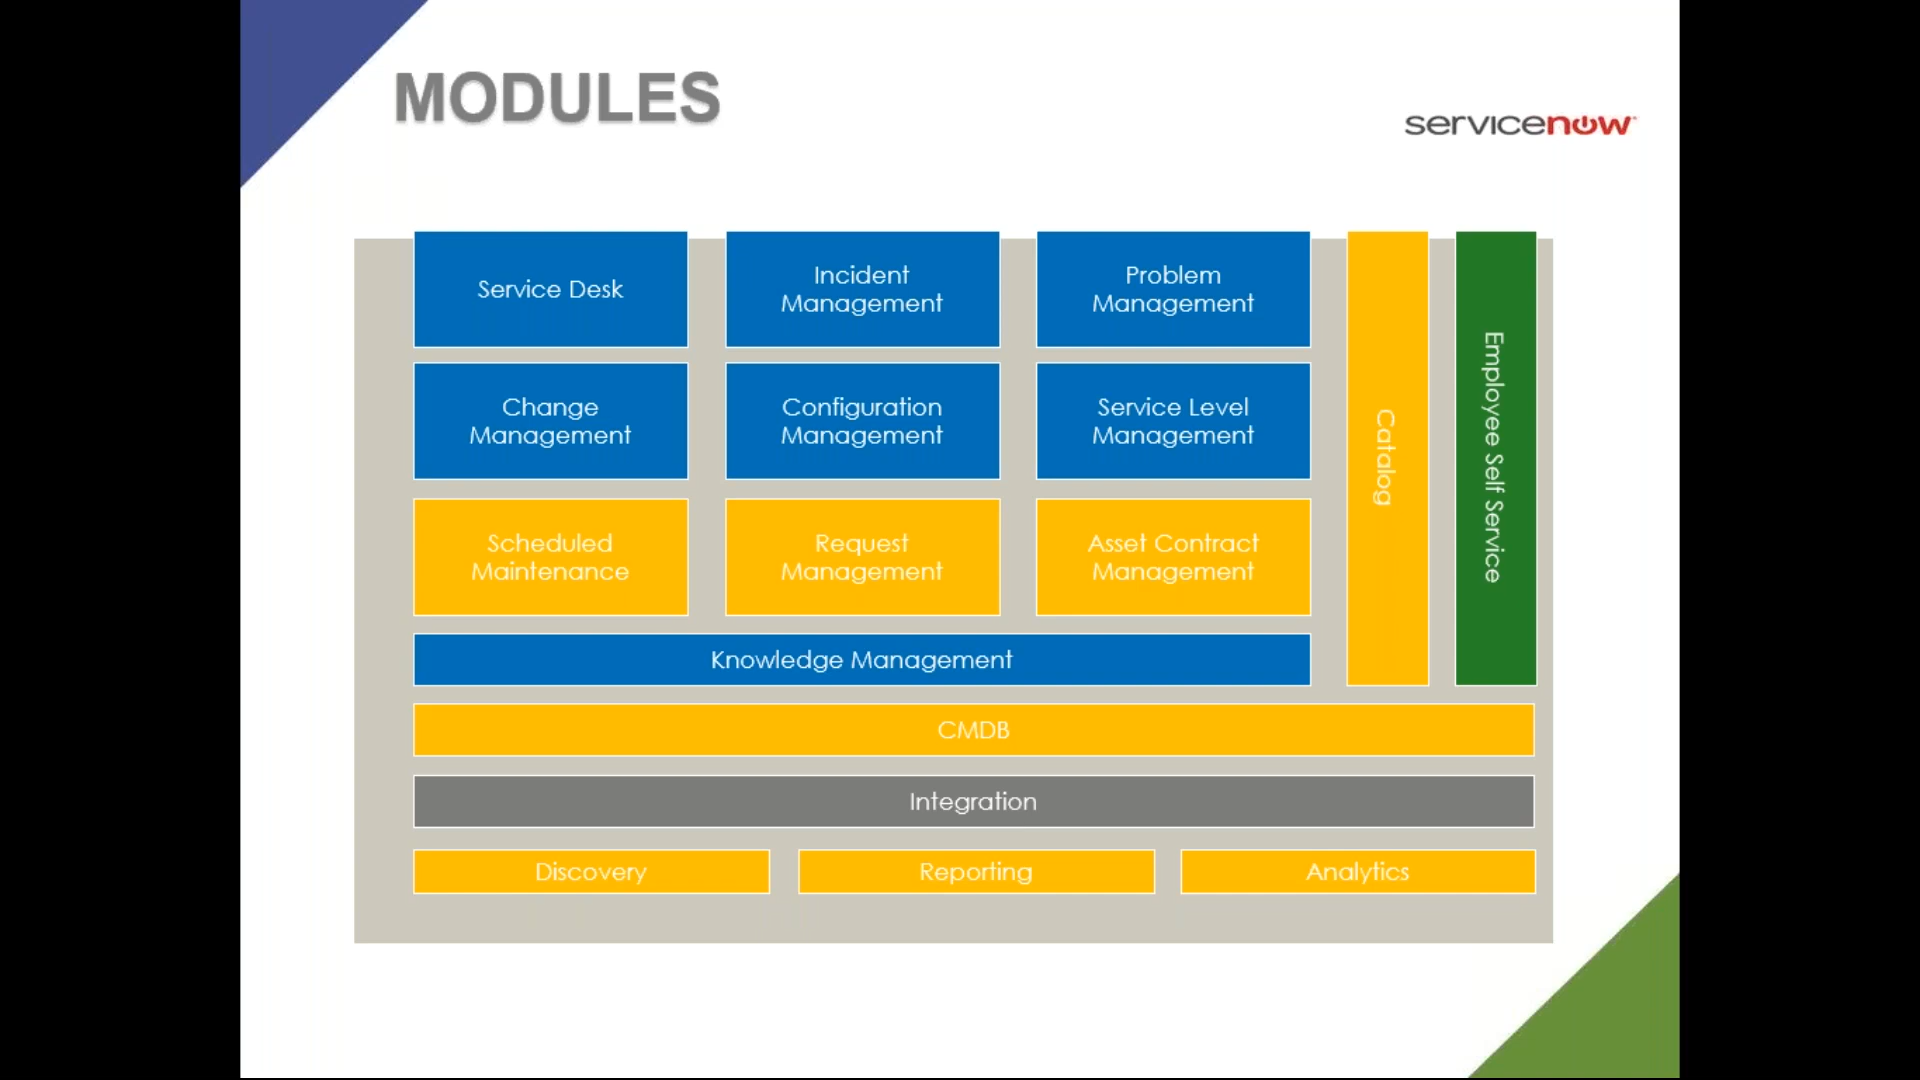 MODULES
servicenow
Service Desk
Incident
Management
Problem
Management
Change
Management
Configuration
Management
Service Level
Management
Scheduled
Maintenance
Request
Management
Asset Contract
Management
Catalog
Employee Self Service
Knowledge Management
CMDB
Integration
Discovery
Reporting
Analytics